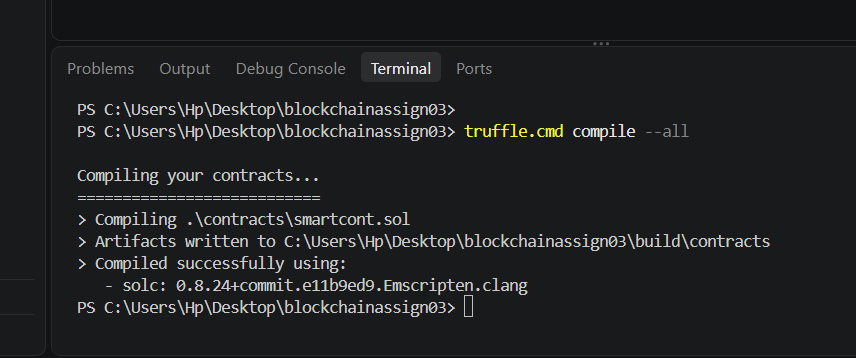 Problems Output Debug Console Terminal Ports
PS C:\Users\Hp\Desktop\blockchainassign03>
PS C:\Users\Hp\Desktop\blockchainassign03> truffle.cmd compile --all
Compiling your contracts...
===========================
> Compiling .\contracts\smartcont.sol
> Artifacts written to C:\Users\Hp\Desktop\blockchainassign03\build\contracts
> Compiled successfully using:
- solc: 0.8.24+commit.e11b9ed9.Emscripten.clang
PS C:\Users\Hp\Desktop\blockchainassign03>